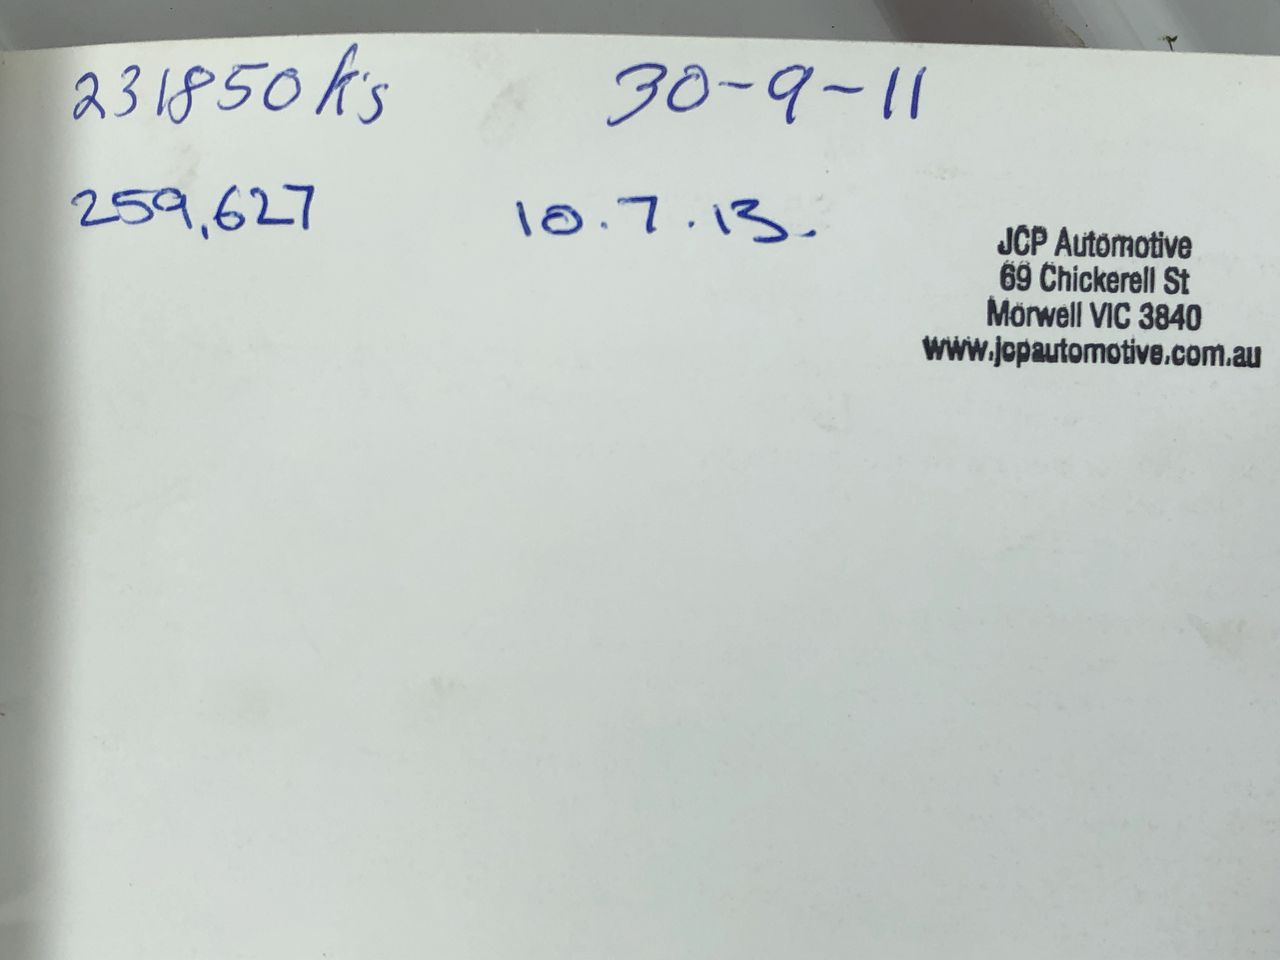 231850 k's 30-9-11
259,627 10.7.13.
JCP Automotive
69 Chickerell St
Morwell VIC 3840
www.jcpautomotive.com.au